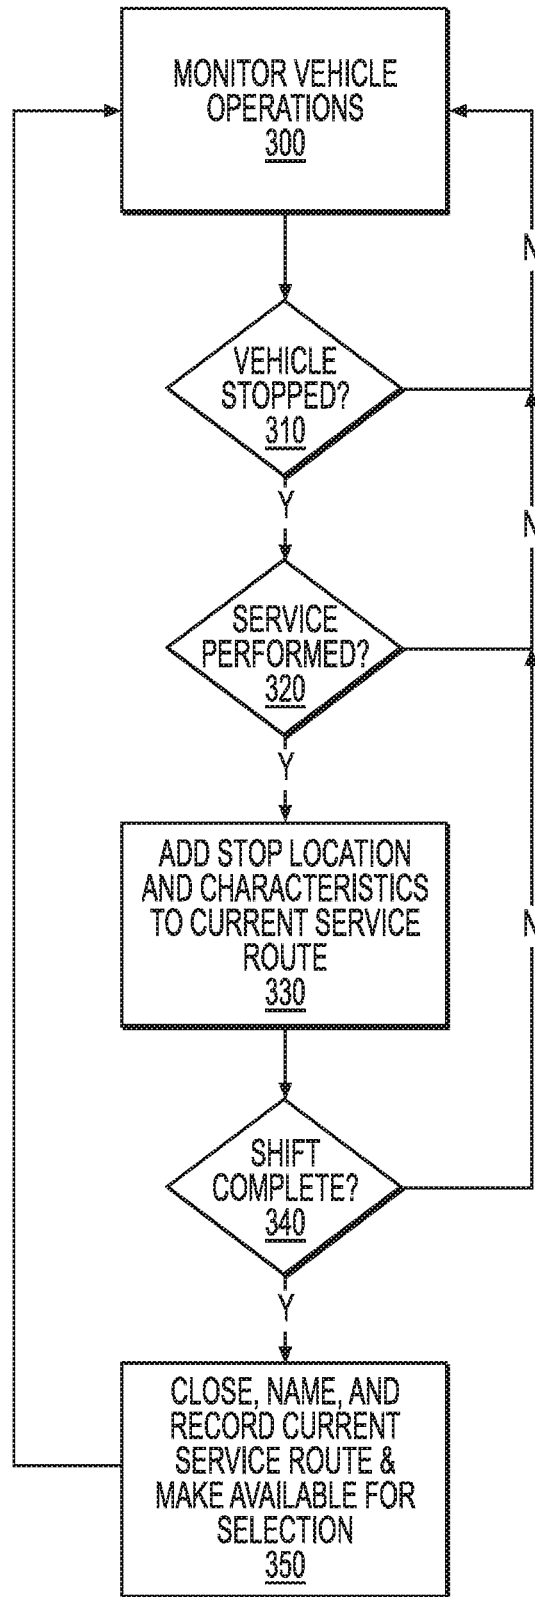 MONITOR VEHICLE
OPERATIONS
300
N
VEHICLE
STOPPED?
310
Y
N
SERVICE
PERFORMED?
320
Y
ADD STOP LOCATION
AND CHARACTERISTICS
TO CURRENT SERVICE
ROUTE
330
N
SHIFT
COMPLETE?
340
Y
CLOSE, NAME, AND
RECORD CURRENT
SERVICE ROUTE &
MAKE AVAILABLE FOR
SELECTION
350